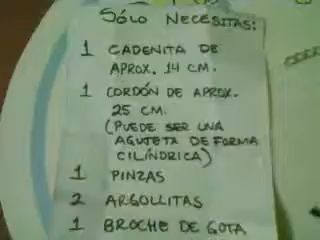 SÓLO NECESITAS:
1 CADENITA DE
APROX. 14 CM.
1 CORDÓN DE APROX.
25 CM.
(PUEDE SER UNA
AGUJETA DE FORMA
CILÍNDRICA)
1 PINZAS
2 ARGOLLITAS
1 BROCHE DE GOTA